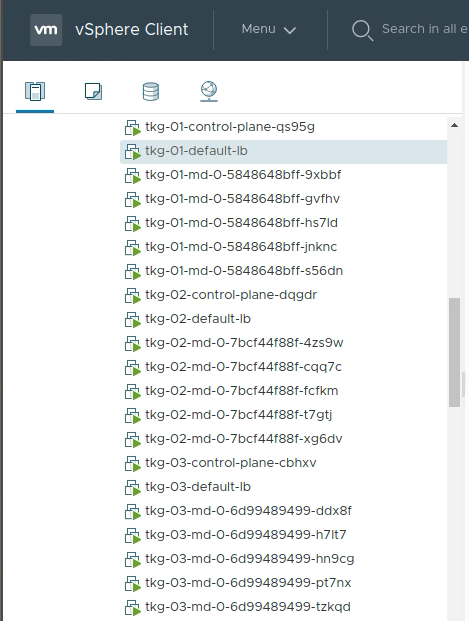 vm vSphere Client Menu Search in all e
tkg-01-control-plane-qs95g
tkg-01-default-lb
tkg-01-md-0-5848648bff-9xbbf
tkg-01-md-0-5848648bff-gvfhv
tkg-01-md-0-5848648bff-hs7ld
tkg-01-md-0-5848648bff-jnknc
tkg-01-md-0-5848648bff-s56dn
tkg-02-control-plane-dqgdr
tkg-02-default-lb
tkg-02-md-0-7bcf44f88f-4zs9w
tkg-02-md-0-7bcf44f88f-cqq7c
tkg-02-md-0-7bcf44f88f-fcfkm
tkg-02-md-0-7bcf44f88f-t7gtj
tkg-02-md-0-7bcf44f88f-xg6dv
tkg-03-control-plane-cbhxv
tkg-03-default-lb
tkg-03-md-0-6d99489499-ddx8f
tkg-03-md-0-6d99489499-h7lt7
tkg-03-md-0-6d99489499-hn9cg
tkg-03-md-0-6d99489499-pt7nx
tkg-03-md-0-6d99489499-tzkqd